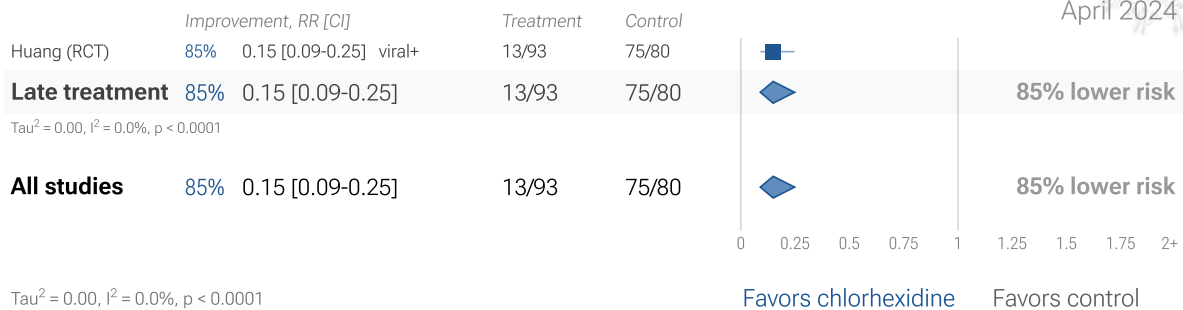 April 2024
Improvement, RR [CI] Treatment Control
Huang (RCT) 85% 0.15 [0.09-0.25] viral+ 13/93 75/80
Late treatment 85% 0.15 [0.09-0.25] 13/93 75/80 85% lower risk
Tau² = 0.00, I² = 0.0%, p < 0.0001
All studies 85% 0.15 [0.09-0.25] 13/93 75/80 85% lower risk
0 0.25 0.5 0.75 1 1.25 1.5 1.75 2+
Tau² = 0.00, I² = 0.0%, p < 0.0001 Favors chlorhexidine Favors control